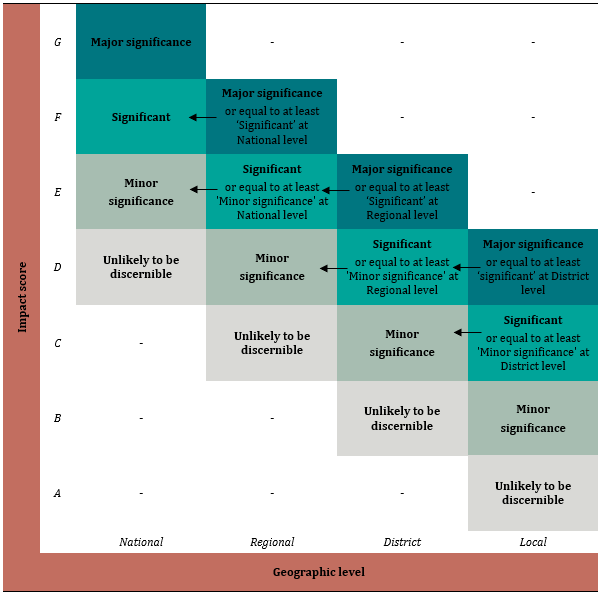 Impact score
G
Major significance
-
-
-
F
Significant
Major significance
or equal to at least
'Significant' at
National level
-
-
E
Minor
significance
Significant
or equal to at least
'Minor significance' at
National level
Major significance
or equal to at least
'Significant' at
Regional level
-
D
Unlikely to be
discernible
Minor
significance
Significant
or equal to at least
'Minor significance' at
Regional level
Major significance
or equal to at least
'significant' at District
level
C
-
Unlikely to be
discernible
Minor
significance
Significant
or equal to at least
'Minor significance' at
District level
B
-
-
Unlikely to be
discernible
Minor
significance
A
-
-
-
Unlikely to be
discernible
National
Regional
District
Local
Geographic level